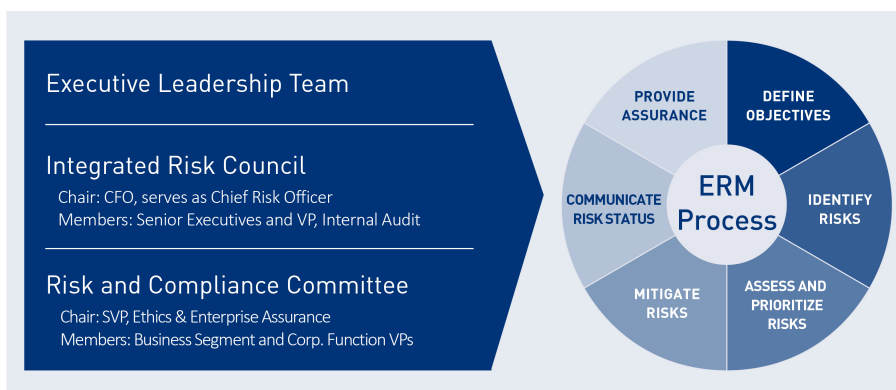 Executive Leadership Team
Integrated Risk Council
Chair: CFO, serves as Chief Risk Officer
Members: Senior Executives and VP, Internal Audit
Risk and Compliance Committee
Chair: SVP, Ethics & Enterprise Assurance
Members: Business Segment and Corp. Function VPs
ERM
Process
DEFINE
OBJECTIVES
IDENTIFY
RISKS
ASSESS AND
PRIORITIZE
RISKS
MITIGATE
RISKS
COMMUNICATE
RISK STATUS
PROVIDE
ASSURANCE